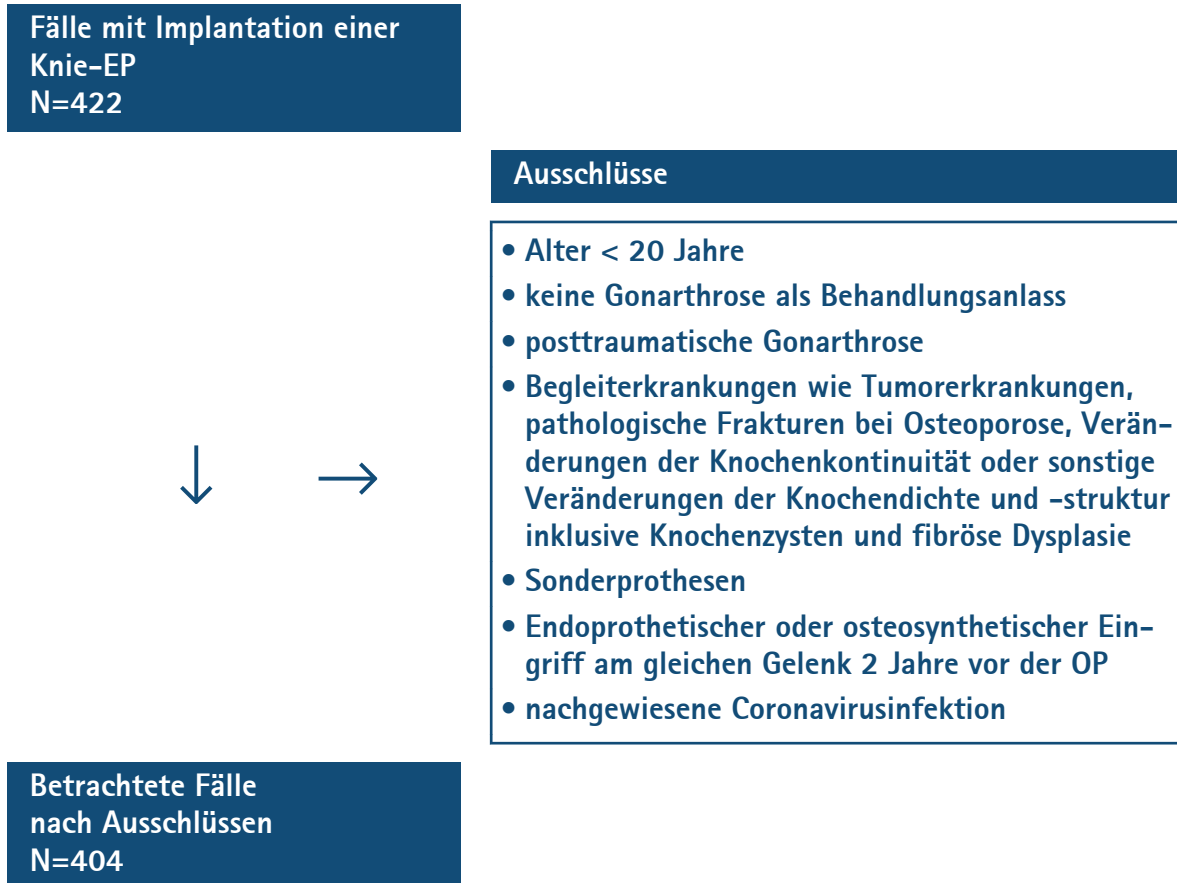 Fälle mit Implantation einer
Knie-EP
N=422
Ausschlüsse
• Alter < 20 Jahre
• keine Gonarthrose als Behandlungsanlass
• posttraumatische Gonarthrose
• Begleiterkrankungen wie Tumorerkrankungen,
pathologische Frakturen bei Osteoporose, Verän-
derungen der Knochenkontinuität oder sonstige
Veränderungen der Knochendichte und -struktur
inklusive Knochenzysten und fibröse Dysplasie
• Sonderprothesen
• Endoprothetischer oder osteosynthetischer Ein-
griff am gleichen Gelenk 2 Jahre vor der OP
• nachgewiesene Coronavirusinfektion
↓ →
Betrachtete Fälle
nach Ausschlüssen
N=404